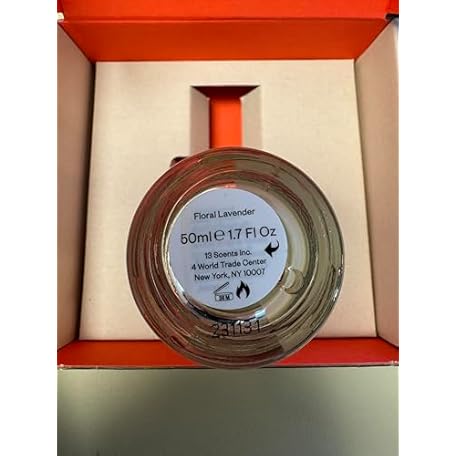 Floral Lavender
50ml ℮ 1.7 Fl Oz
13 Scents Inc.
4 World Trade Center
New York, NY 10007